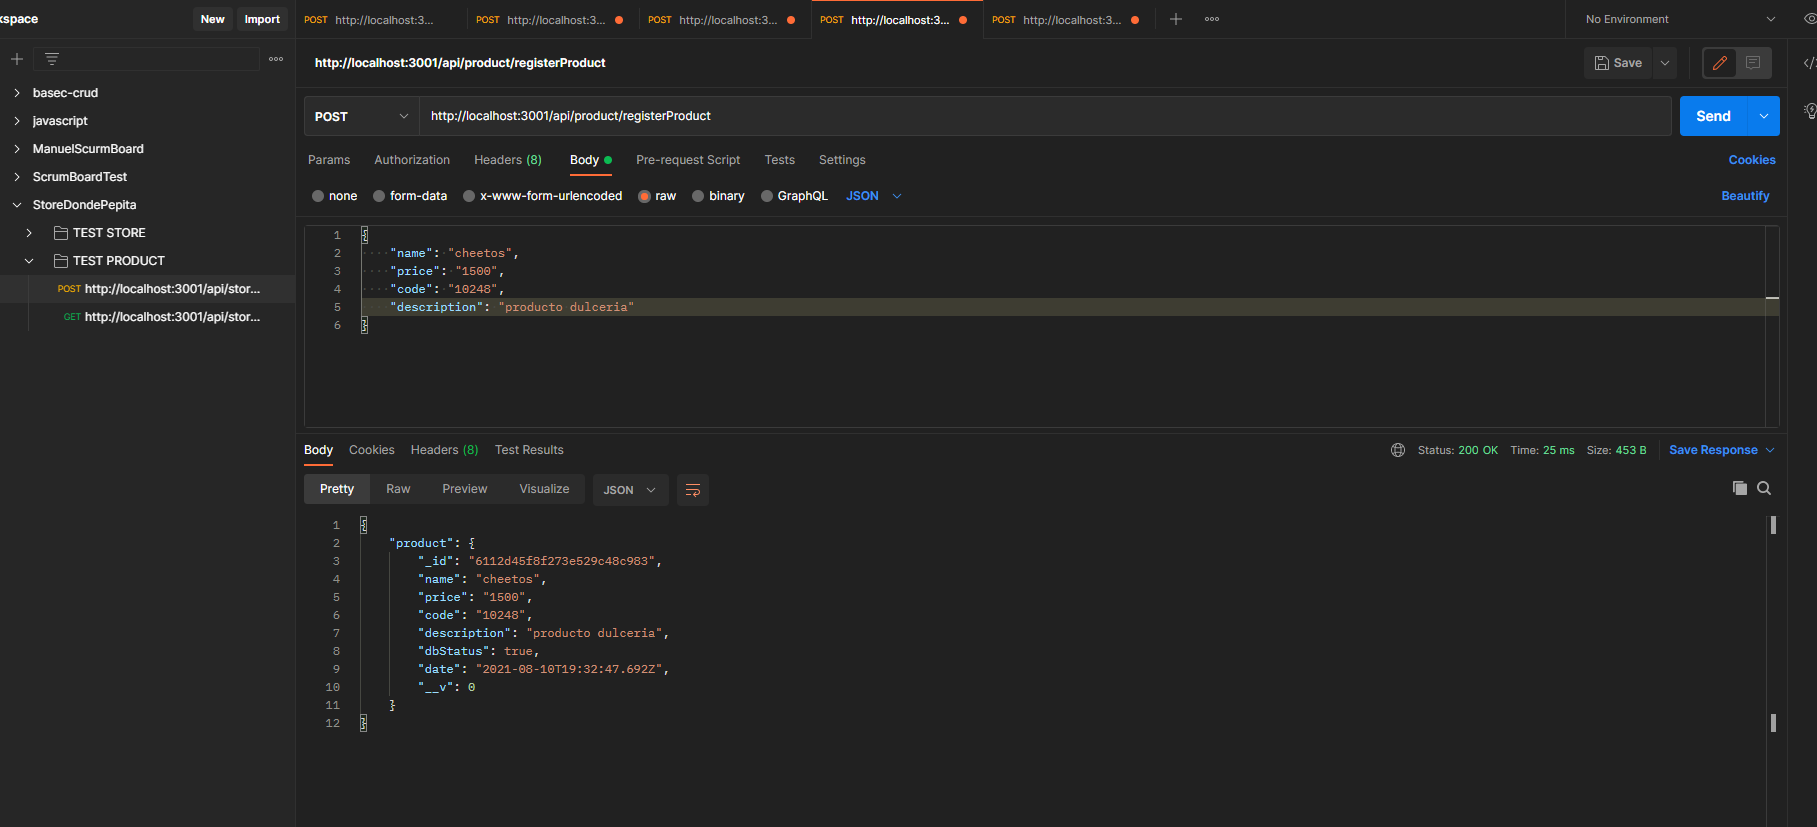 kspace
New
Import
POST http://localhost:3...
POST http://localhost:3...
POST http://localhost:3...
POST http://localhost:3...
POST http://localhost:3...
No Environment
basec-crud
javascript
ManuelScurmBoard
ScrumBoardTest
StoreDondePepita
TEST STORE
TEST PRODUCT
POST http://localhost:3001/api/stor...
GET http://localhost:3001/api/stor...
http://localhost:3001/api/product/registerProduct
Save
POST
http://localhost:3001/api/product/registerProduct
Send
Params Authorization Headers (8) Body Pre-request Script Tests Settings Cookies
none form-data x-www-form-urlencoded raw binary GraphQL JSON Beautify
1 {
2 "name": "cheetos",
3 "price": "1500",
4 "code": "10248",
5 "description": "producto dulceria"
6 }
Body Cookies Headers (8) Test Results Status: 200 OK Time: 25 ms Size: 453 B Save Response
Pretty Raw Preview Visualize JSON
1 {
2 "product": {
3 "_id": "6112d45f8f273e529c48c983",
4 "name": "cheetos",
5 "price": "1500",
6 "code": "10248",
7 "description": "producto dulceria",
8 "dbStatus": true,
9 "date": "2021-08-10T19:32:47.692Z",
10 "__v": 0
11 }
12 }